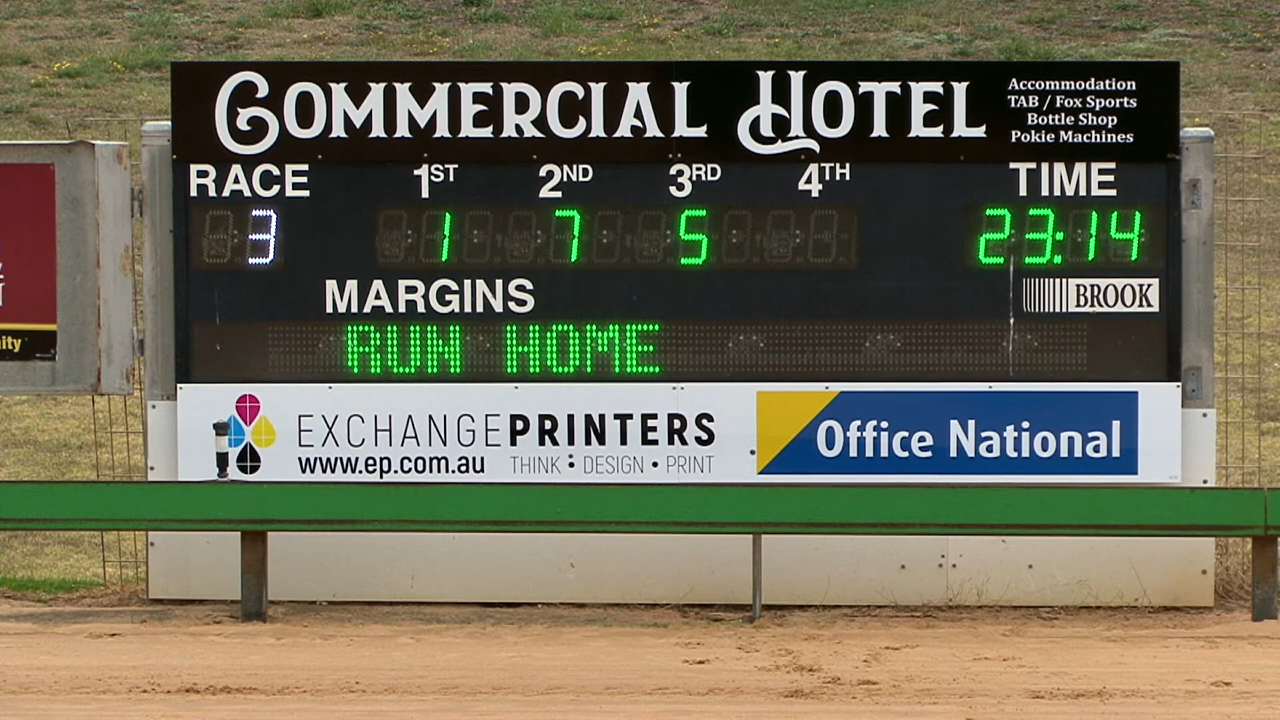 COMMERCIAL HOTEL
Accommodation
TAB / Fox Sports
Bottle Shop
Pokie Machines
RACE 1ST 2ND 3RD 4TH TIME
3 1 7 5 23:14
MARGINS
BROOK
RUN HOME
EXCHANGEPRINTERS
www.ep.com.au THINK • DESIGN • PRINT
Office National
ity